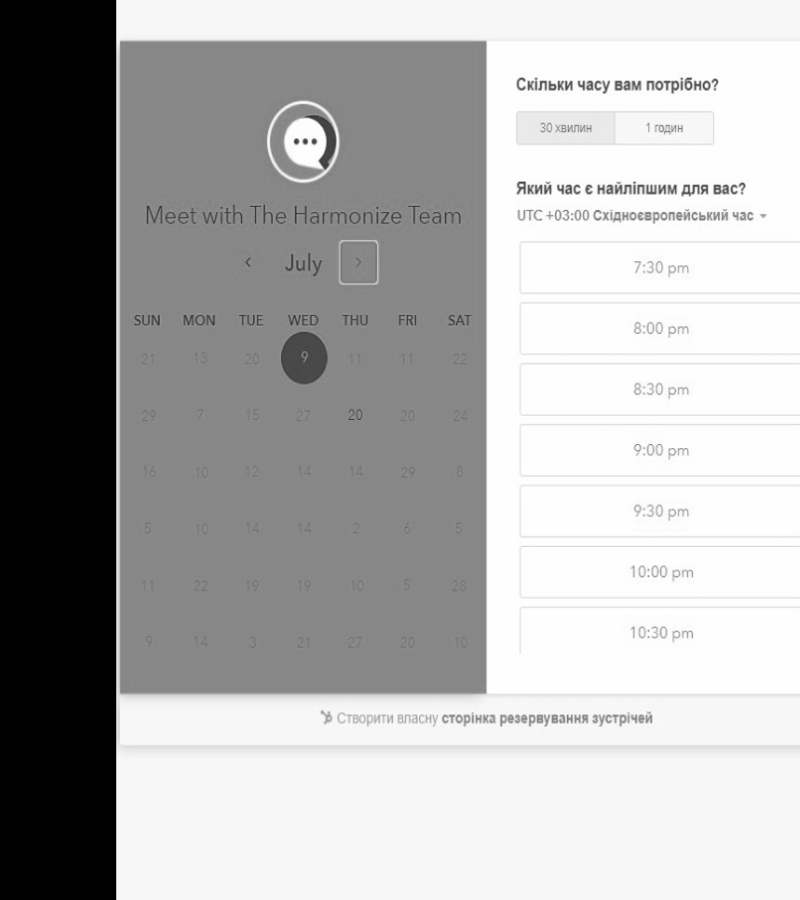 Meet with The Harmonize Team
July
SUN MON TUE WED THU FRI SAT
21 13 20 9 11 11 22
29 7 15 27 20 20 24
16 10 12 14 14 29 8
5 10 14 14 2 6 5
11 22 19 19 10 5 28
9 14 3 21 27 20 10
Скільки часу вам потрібно?
30 хвилин 1 годин
Який час є найліпшим для вас?
UTC +03:00 Східноєвропейський час
7:30 pm
8:00 pm
8:30 pm
9:00 pm
9:30 pm
10:00 pm
10:30 pm
Створити власну сторінка резервування зустрічей